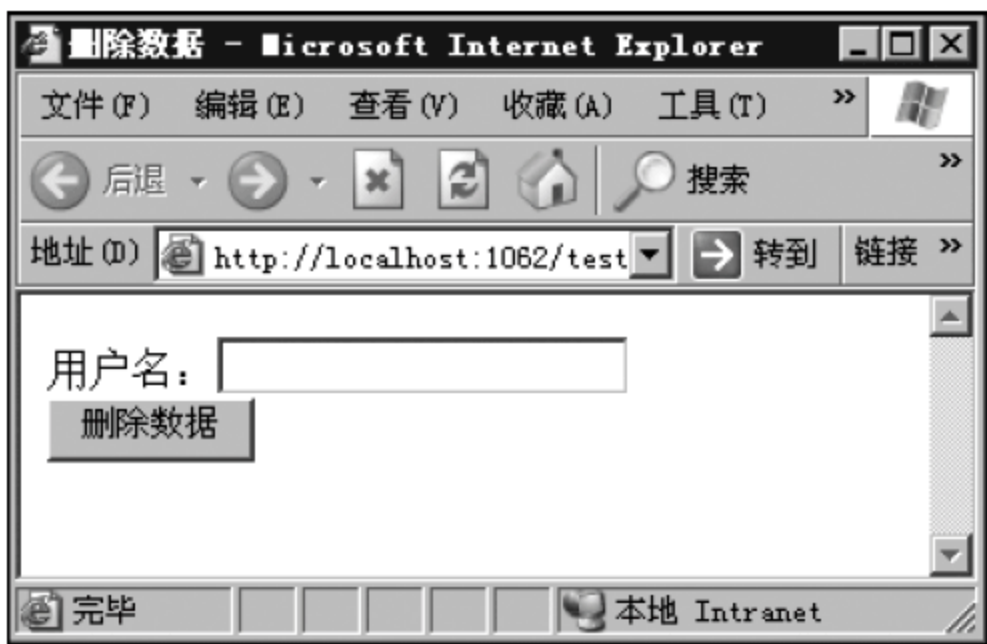 删除数据 - Microsoft Internet Explorer
文件(F) 编辑(E) 查看(V) 收藏(A) 工具(T) »
后退 搜索 »
地址(D) http://localhost:1062/test 转到 链接 »
用户名：
删除数据
完毕 本地 Intranet